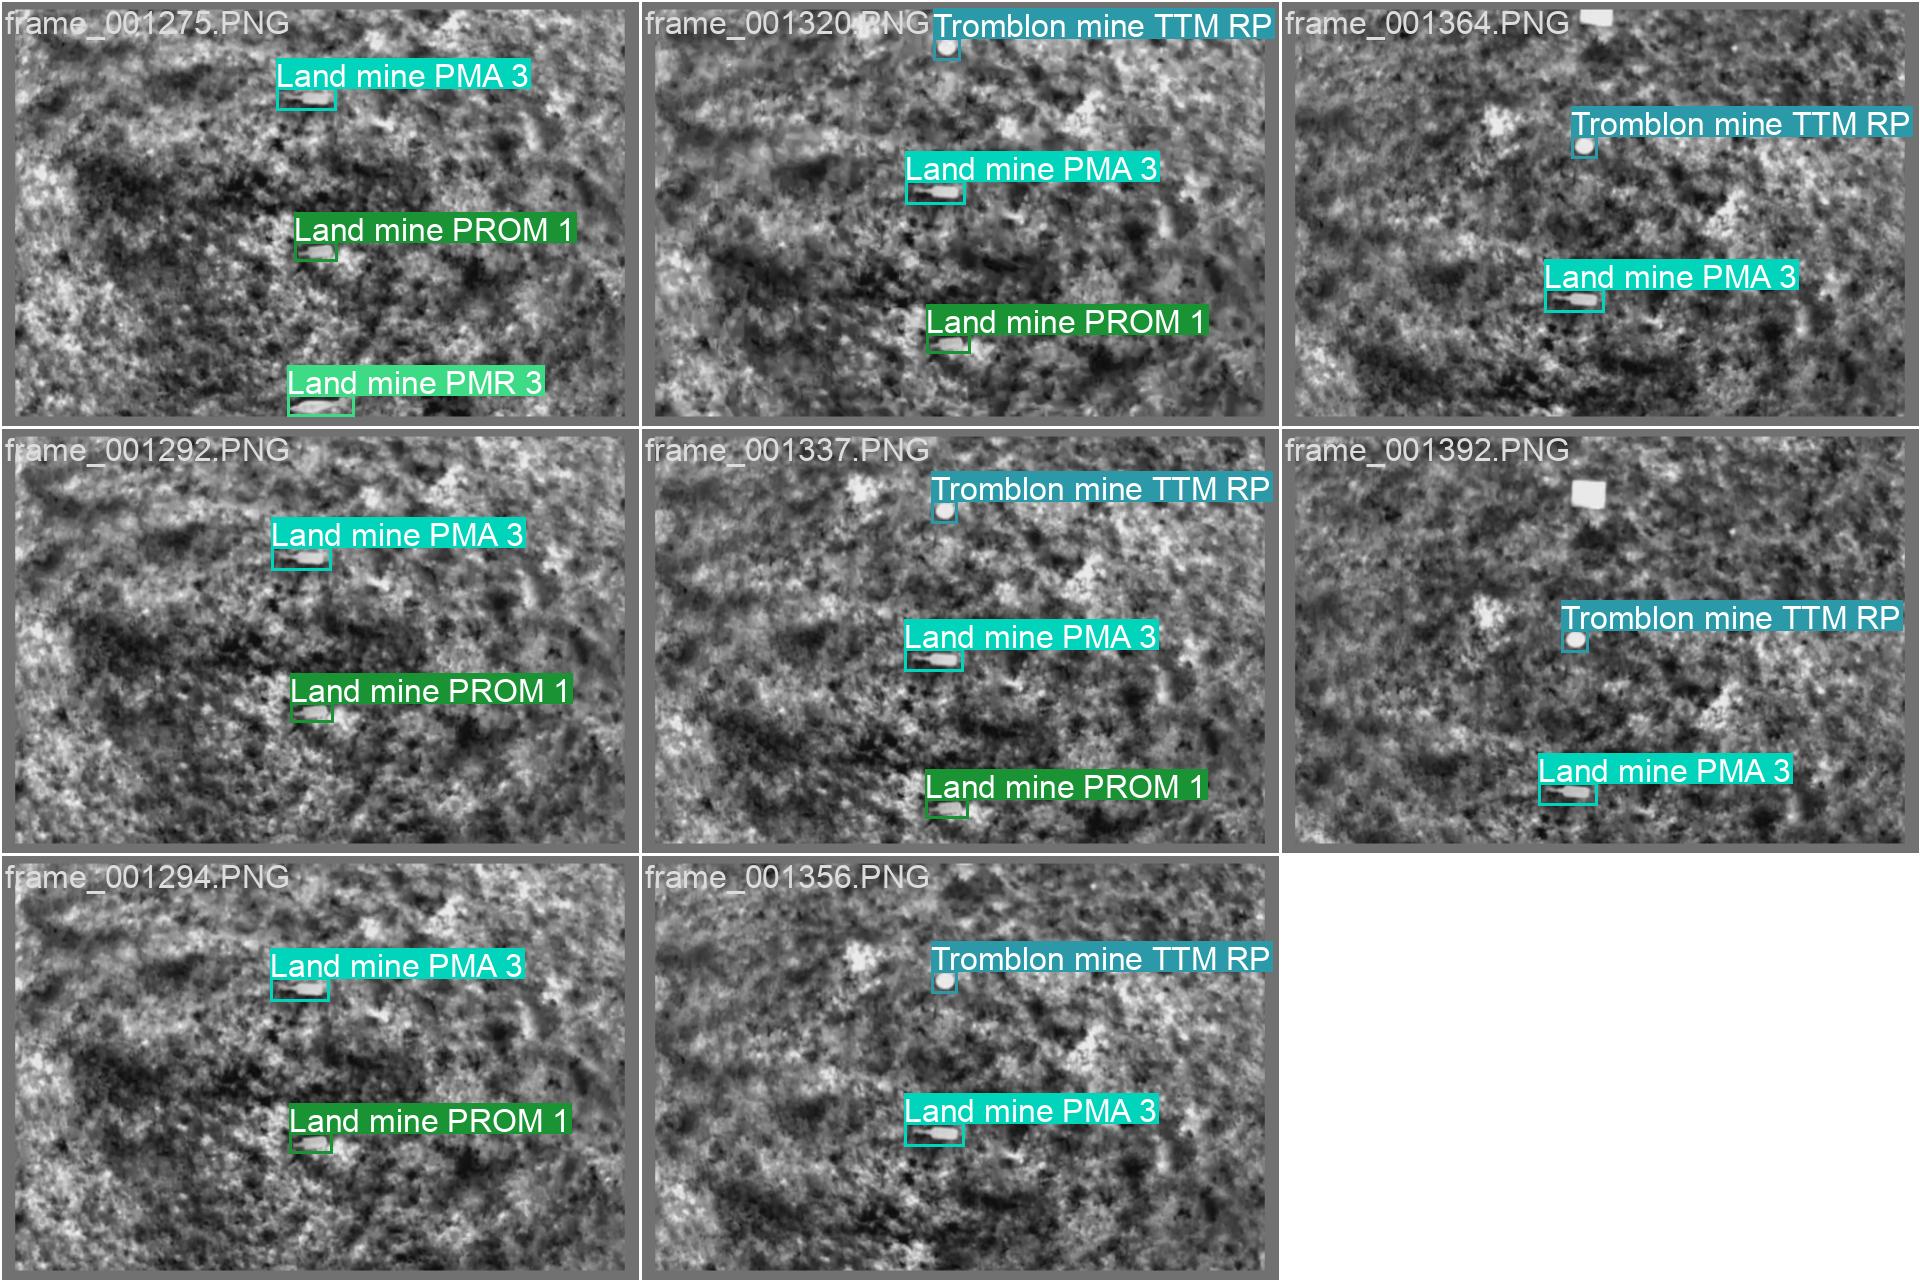 frame_001275.PNG
Land mine PMA 3
Land mine PROM 1
Land mine PMR 3
frame_001320.PNG
Tromblon mine TTM RP
Land mine PMA 3
Land mine PROM 1
frame_001364.PNG
Tromblon mine TTM RP
Land mine PMA 3
frame_001292.PNG
Land mine PMA 3
Land mine PROM 1
frame_001337.PNG
Tromblon mine TTM RP
Land mine PMA 3
Land mine PROM 1
frame_001392.PNG
Tromblon mine TTM RP
Land mine PMA 3
frame_001294.PNG
Land mine PMA 3
Land mine PROM 1
frame_001356.PNG
Tromblon mine TTM RP
Land mine PMA 3